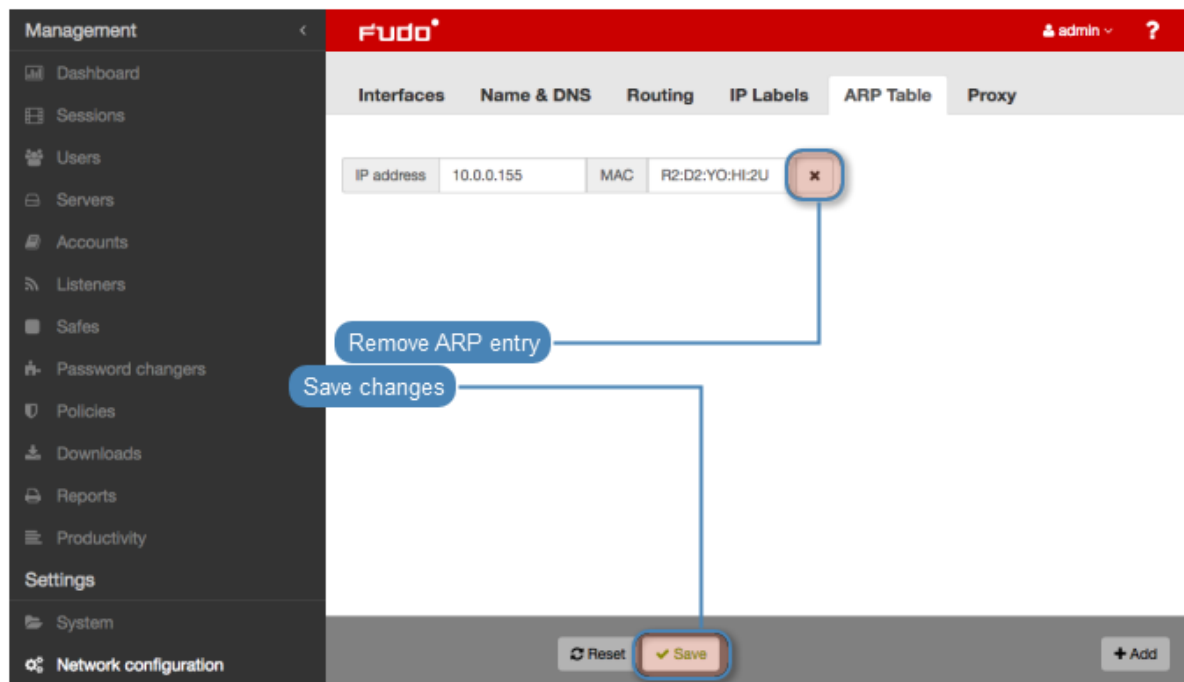 Management
Fudo
admin
?
Dashboard
Interfaces
Name & DNS
Routing
IP Labels
ARP Table
Proxy
Sessions
Users
IP address
10.0.0.155
MAC
R2:D2:YO:HI:2U
Servers
Accounts
Listeners
Safes
Remove ARP entry
Password changers
Save changes
Policies
Downloads
Reports
Productivity
Settings
System
Network configuration
Reset
Save
+ Add